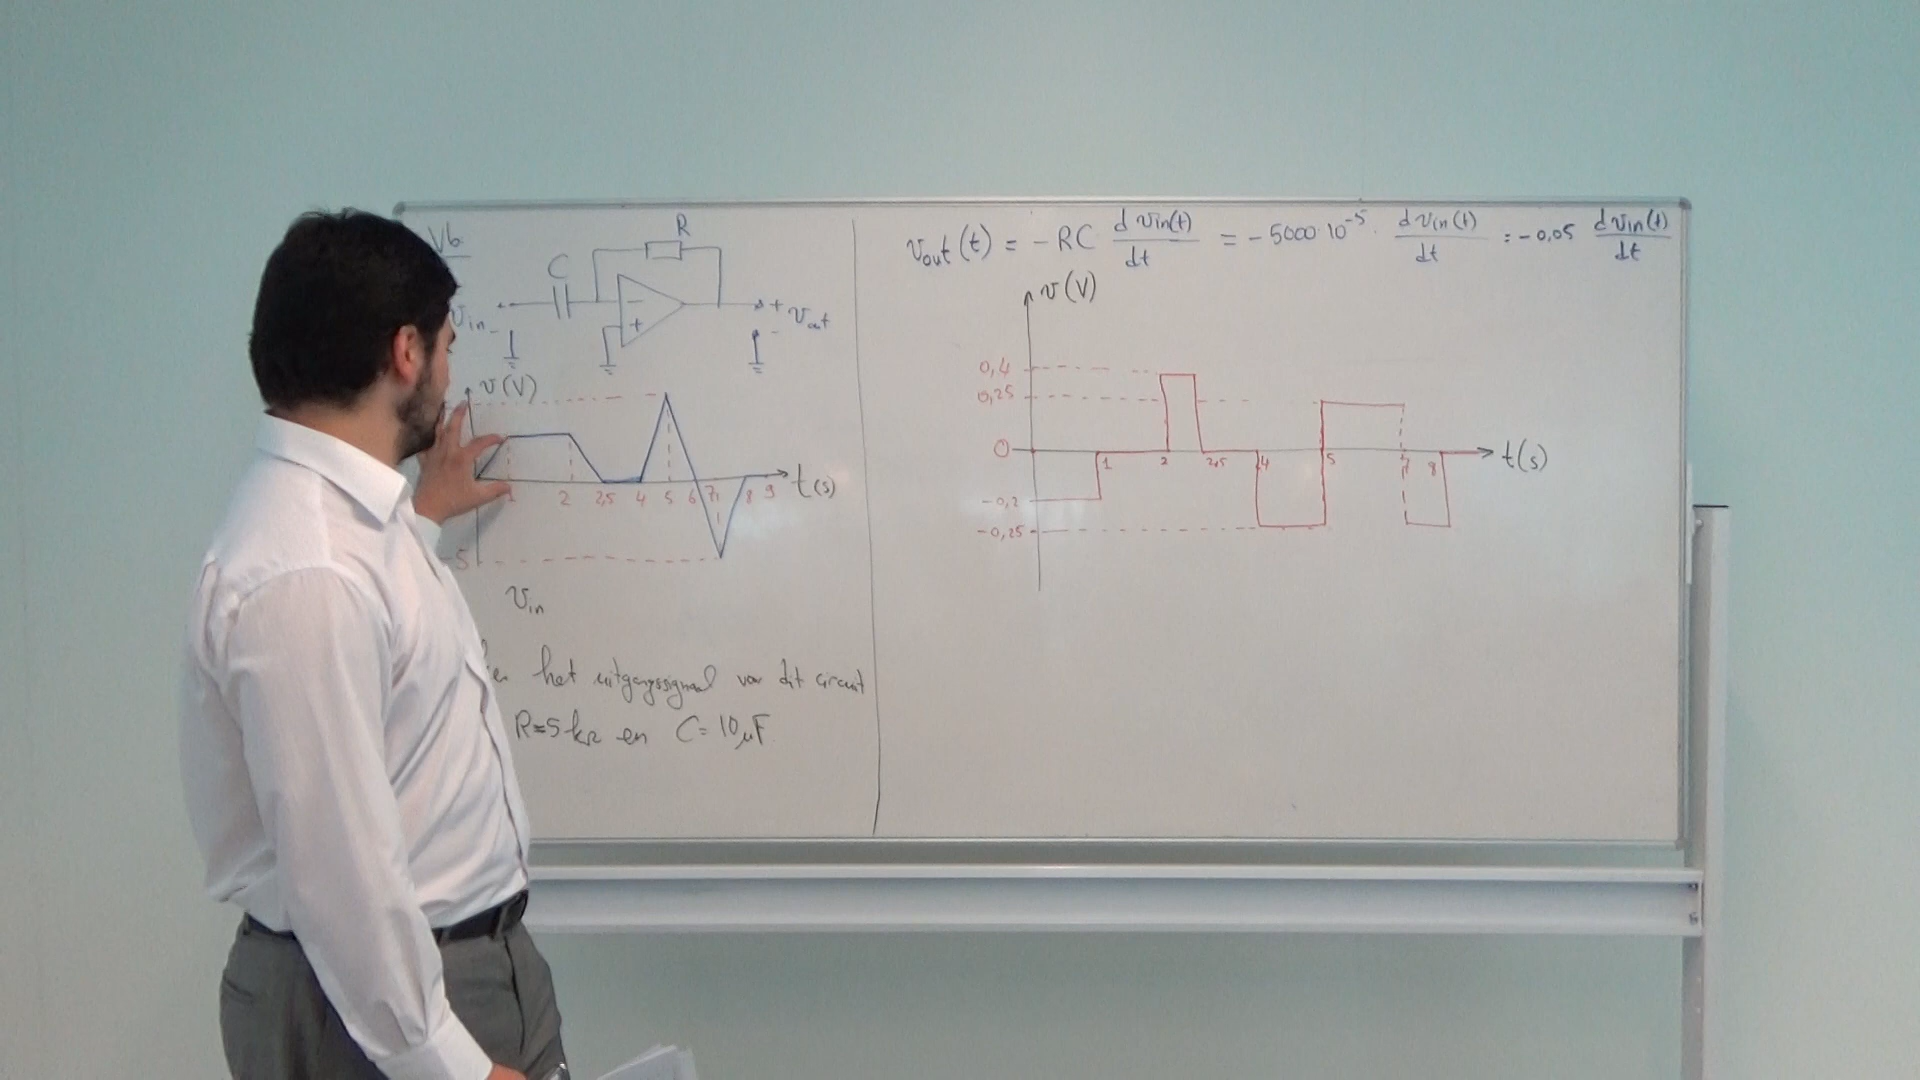 Vb
R
C
vin
-
+
+ vout
-
v(V)
1 2 2,5 4 5 6 7 8 9 t(s)
-5
vin
het uitgangssignaal van dit circuit
R=5kΩ en C=10µF
vout(t) = -RC dvin(t)/dt = -5000 10⁻⁵ · dvin(t)/dt = -0,05 dvin(t)/dt
v(V)
0,4
0,25
0
1 2 2,5 4 5 7 8 t(s)
-0,2
-0,25